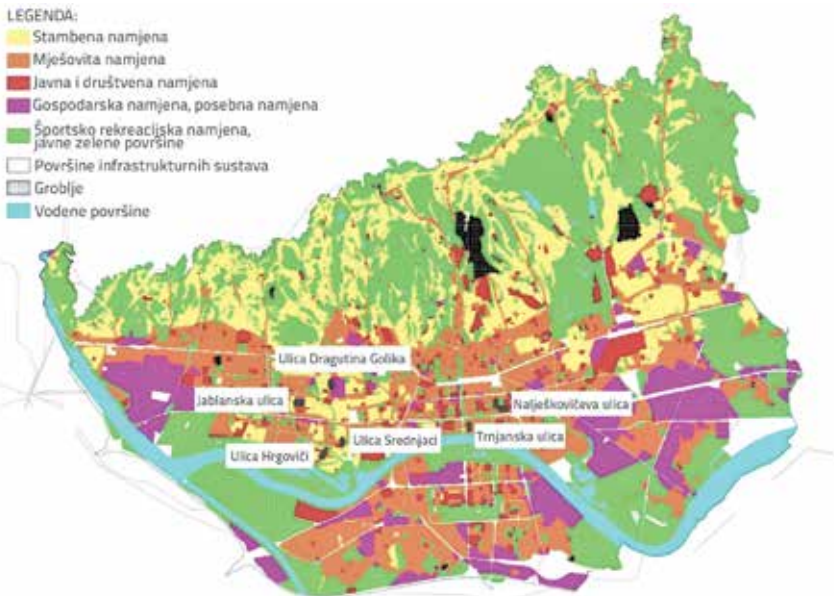 LEGENDA:
Stambena namjena
Mješovita namjena
Javna i društvena namjena
Gospodarska namjena, posebna namjena
Športsko rekreacijska namjena,
javne zelene površine
Površine infrastrukturnih sustava
Groblje
Vodene površine
Ulica Dragutina Golika
Jablanska ulica
Nalješkovićeva ulica
Ulica Srednjaci
Trnjanska ulica
Ulica Hrgovići